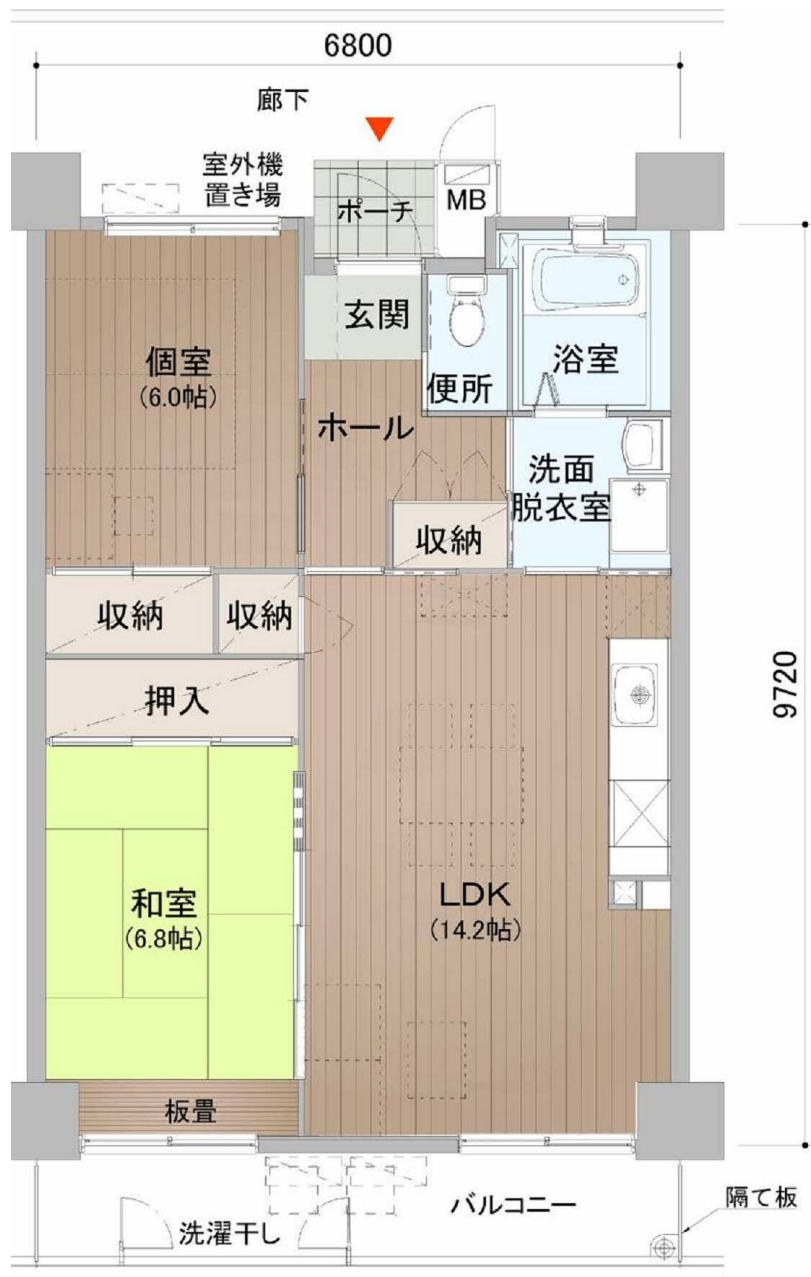 6800
廊下
室外機
置き場
ポーチ
MB
玄関
個室
(6.0帖)
便所
浴室
ホール
洗面
脱衣室
収納
収納
収納
押入
9720
和室
(6.8帖)
LDK
(14.2帖)
板畳
バルコニー
隔て板
洗濯干し